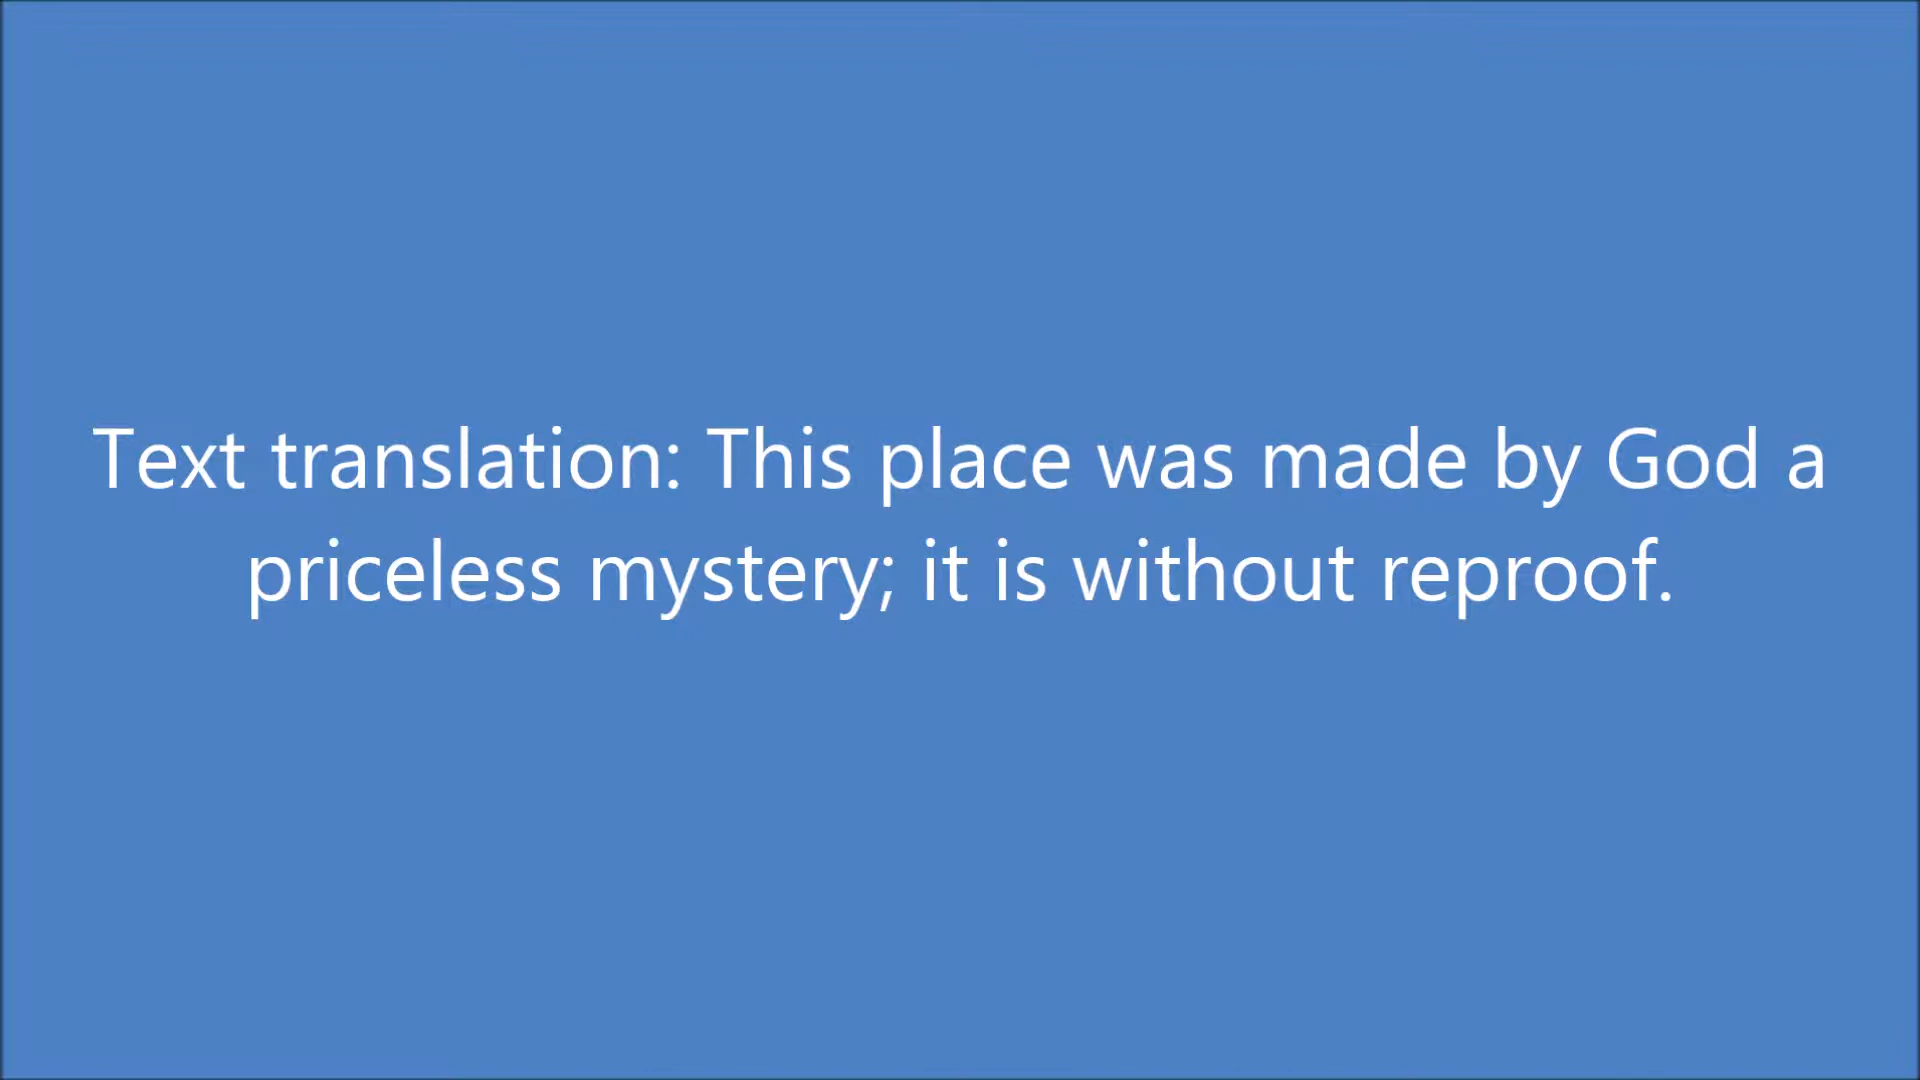 Text translation: This place was made by God a
priceless mystery; it is without reproof.